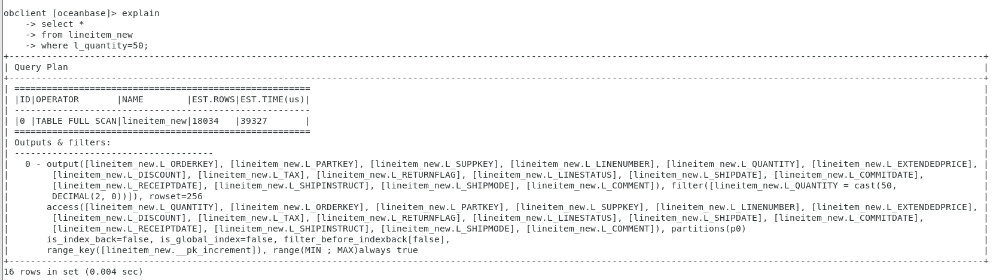 obclient [oceanbase]> explain
    -> select *
    -> from lineitem_new
    -> where l_quantity=50;
+-------------------------------------------------------------------------------------------------------------------------------------------------------------------------------------+
| Query Plan                                                                                                                                                                          |
+-------------------------------------------------------------------------------------------------------------------------------------------------------------------------------------+
| =======================================================                                                                                                                             |
| |ID|OPERATOR       |NAME        |EST.ROWS|EST.TIME(us)|                                                                                                                             |
| -------------------------------------------------------                                                                                                                             |
| |0 |TABLE FULL SCAN|lineitem_new|18034   |39327       |                                                                                                                             |
| =======================================================                                                                                                                             |
| Outputs & filters:                                                                                                                                                                  |
| -------------------------------------                                                                                                                                               |
|   0 - output([lineitem_new.L_ORDERKEY], [lineitem_new.L_PARTKEY], [lineitem_new.L_SUPPKEY], [lineitem_new.L_LINENUMBER], [lineitem_new.L_QUANTITY], [lineitem_new.L_EXTENDEDPRICE], |
|        [lineitem_new.L_DISCOUNT], [lineitem_new.L_TAX], [lineitem_new.L_RETURNFLAG], [lineitem_new.L_LINESTATUS], [lineitem_new.L_SHIPDATE], [lineitem_new.L_COMMITDATE],           |
|        [lineitem_new.L_RECEIPTDATE], [lineitem_new.L_SHIPINSTRUCT], [lineitem_new.L_SHIPMODE], [lineitem_new.L_COMMENT]), filter([lineitem_new.L_QUANTITY = cast(50,                |
|        DECIMAL(2, 0))]), rowset=256                                                                                                                                                 |
|       access([lineitem_new.L_QUANTITY], [lineitem_new.L_ORDERKEY], [lineitem_new.L_PARTKEY], [lineitem_new.L_SUPPKEY], [lineitem_new.L_LINENUMBER], [lineitem_new.L_EXTENDEDPRICE], |
|        [lineitem_new.L_DISCOUNT], [lineitem_new.L_TAX], [lineitem_new.L_RETURNFLAG], [lineitem_new.L_LINESTATUS], [lineitem_new.L_SHIPDATE], [lineitem_new.L_COMMITDATE],           |
|        [lineitem_new.L_RECEIPTDATE], [lineitem_new.L_SHIPINSTRUCT], [lineitem_new.L_SHIPMODE], [lineitem_new.L_COMMENT]), partitions(p0)                                            |
|       is_index_back=false, is_global_index=false, filter_before_indexback[false],                                                                                                   |
|       range_key([lineitem_new.__pk_increment]), range(MIN ; MAX)always true                                                                                                         |
+-------------------------------------------------------------------------------------------------------------------------------------------------------------------------------------+
16 rows in set (0.004 sec)